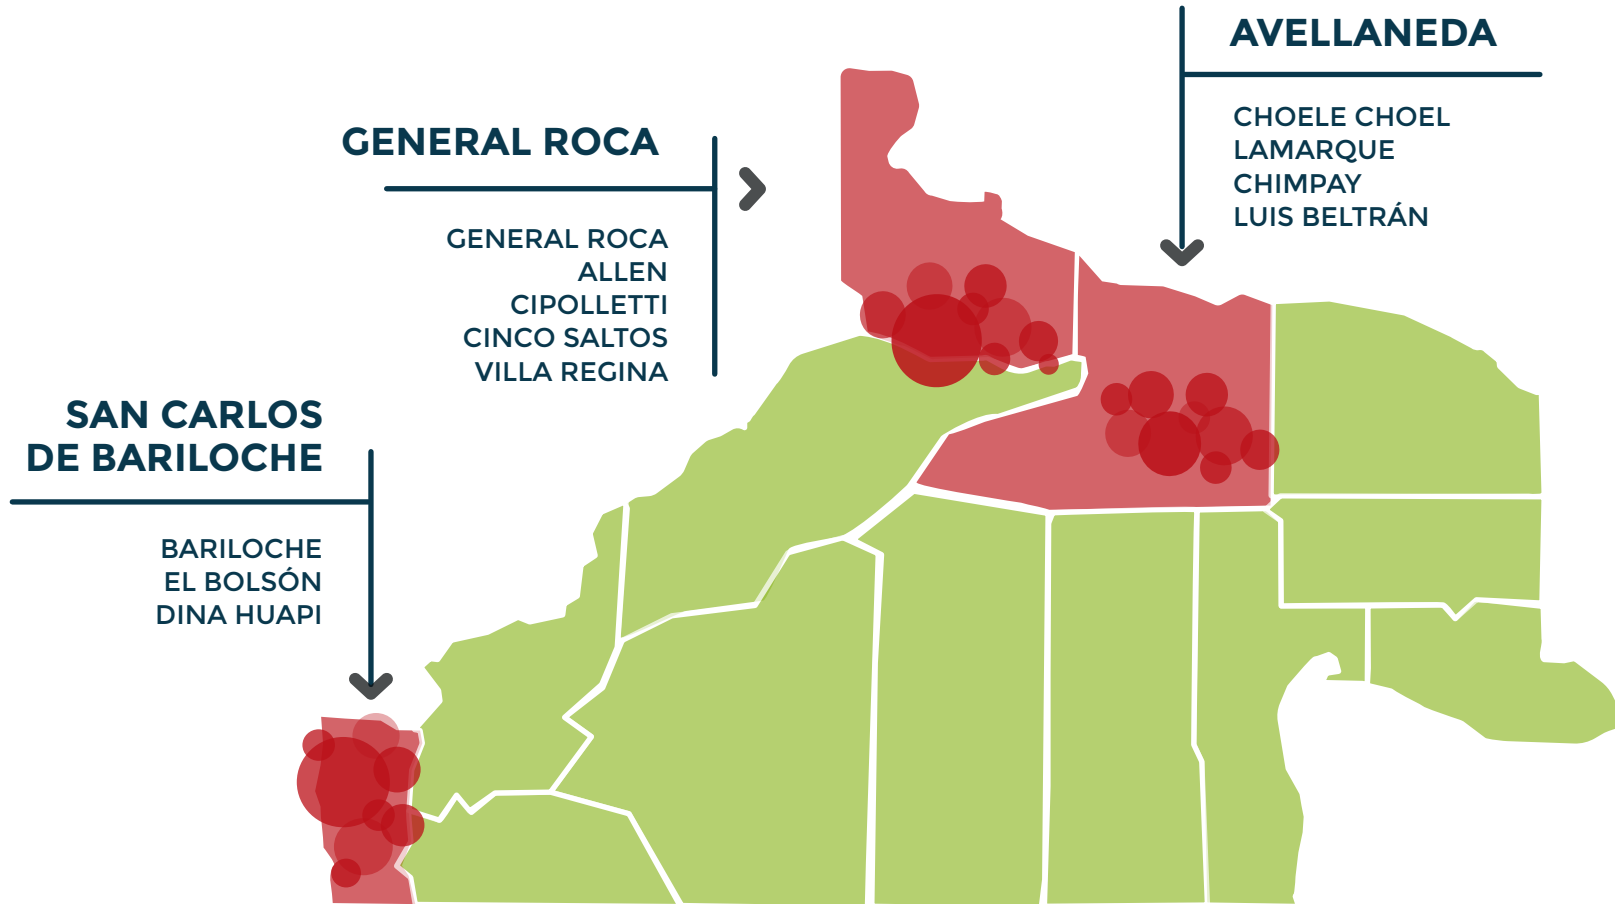 AVELLANEDA
CHOELE CHOEL
LAMARQUE
CHIMPAY
LUIS BELTRÁN
GENERAL ROCA
GENERAL ROCA
ALLEN
CIPOLLETTI
CINCO SALTOS
VILLA REGINA
SAN CARLOS
DE BARILOCHE
BARILOCHE
EL BOLSÓN
DINA HUAPI